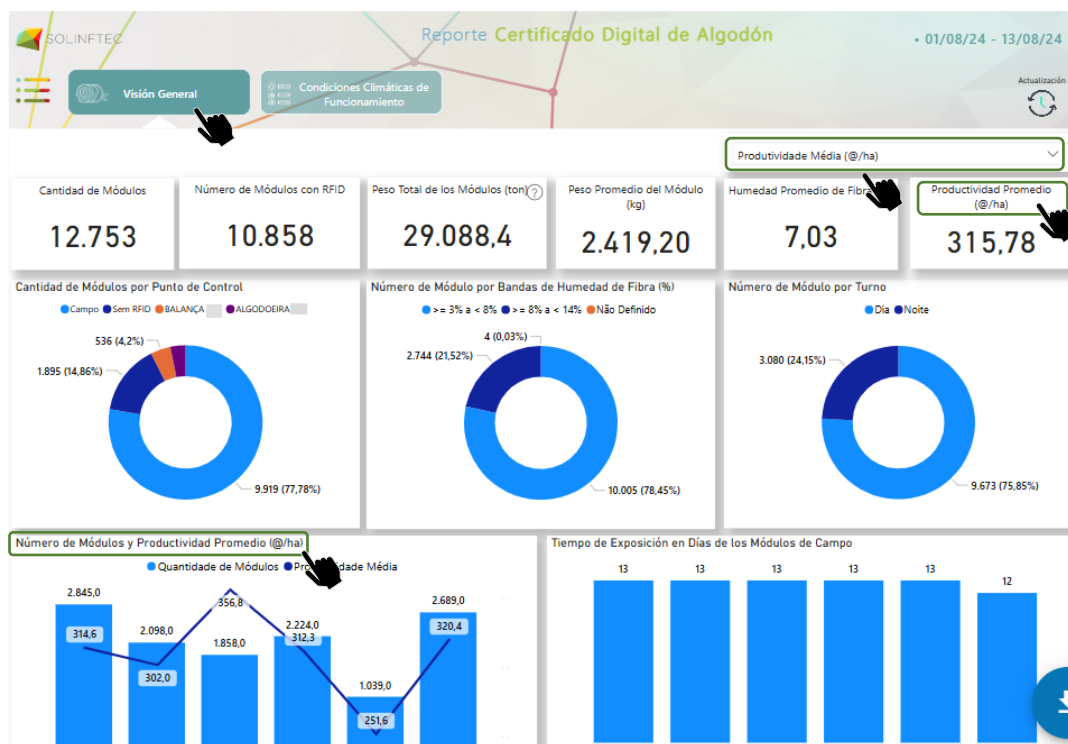 SOLINFTEC
Reporte Certificado Digital de Algodón
• 01/08/24 - 13/08/24
Visión General
Condiciones Climáticas de
Funcionamiento
Actualización
Produtividade Média (@/ha)
Cantidad de Módulos
12.753
Número de Módulos con RFID
10.858
Peso Total de los Módulos (ton)
?
29.088,4
Peso Promedio del Módulo
(kg)
2.419,20
Humedad Promedio de Fibra
7,03
Productividad Promedio
(@/ha)
315,78
Cantidad de Módulos por Punto de Control
Campo Sem RFID BALANÇA ALGODOEIRA
536 (4,2%)
1.895 (14,86%)
9.919 (77,78%)
Número de Módulo por Bandas de Humedad de Fibra (%)
>= 3% a < 8% >= 8% a < 14% Não Definido
4 (0,03%)
2.744 (21,52%)
10.005 (78,45%)
Número de Módulo por Turno
Dia Noite
3.080 (24,15%)
9.673 (75,85%)
Número de Módulos y Productividad Promedio (@/ha)
Quantidade de Módulos Média
2.845,0
2.098,0
1.858,0
2.224,0
1.039,0
2.689,0
314,6
302,0
356,8
312,3
251,6
320,4
Tiempo de Exposición en Días de los Módulos de Campo
13 13 13 13 13 12